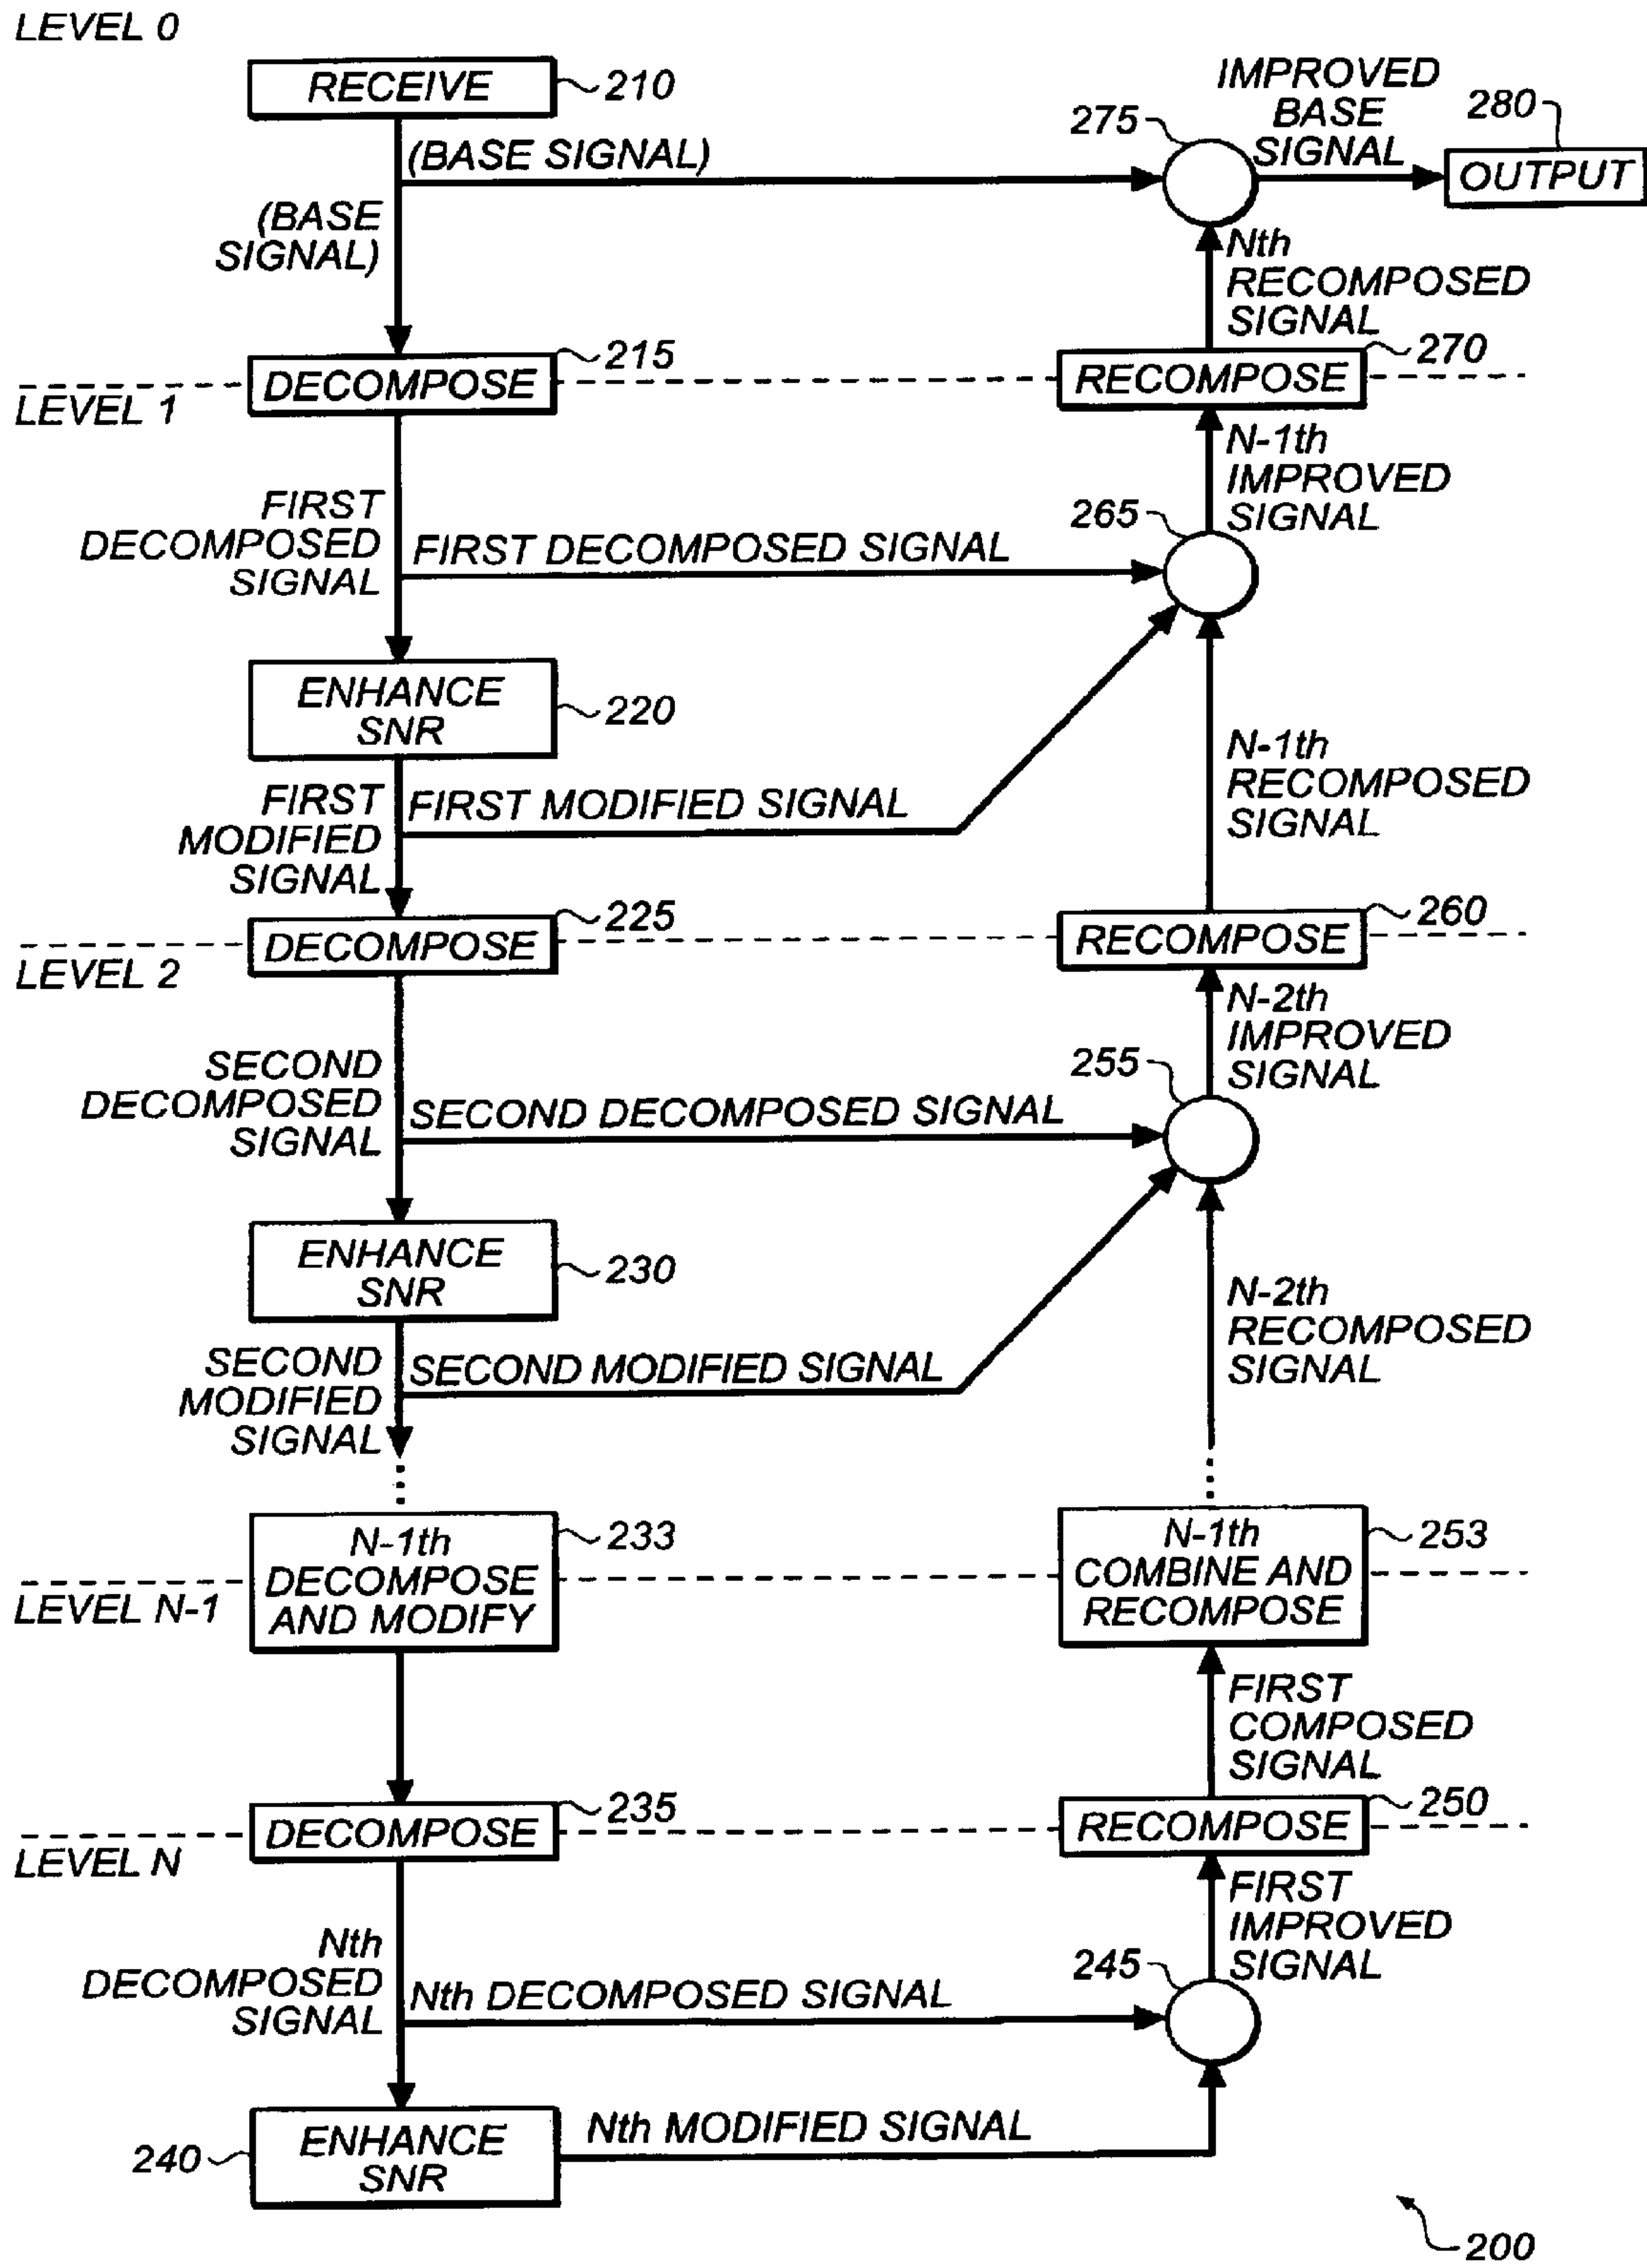 LEVEL 0
RECEIVE
210
(BASE SIGNAL)
(BASE
SIGNAL)
275
IMPROVED
BASE
SIGNAL
280
OUTPUT
Nth
RECOMPOSED
SIGNAL
LEVEL 1
DECOMPOSE
215
RECOMPOSE
270
N-1th
IMPROVED
SIGNAL
FIRST
DECOMPOSED
SIGNAL
FIRST DECOMPOSED SIGNAL
265
ENHANCE
SNR
220
FIRST
MODIFIED
SIGNAL
FIRST MODIFIED SIGNAL
N-1th
RECOMPOSED
SIGNAL
LEVEL 2
DECOMPOSE
225
RECOMPOSE
260
N-2th
IMPROVED
SIGNAL
SECOND
DECOMPOSED
SIGNAL
SECOND DECOMPOSED SIGNAL
255
ENHANCE
SNR
230
SECOND
MODIFIED
SIGNAL
SECOND MODIFIED SIGNAL
N-2th
RECOMPOSED
SIGNAL
LEVEL N-1
N-1th
DECOMPOSE
AND MODIFY
233
N-1th
COMBINE AND
RECOMPOSE
253
FIRST
COMPOSED
SIGNAL
LEVEL N
DECOMPOSE
235
RECOMPOSE
250
FIRST
IMPROVED
SIGNAL
Nth
DECOMPOSED
SIGNAL
Nth DECOMPOSED SIGNAL
245
240
ENHANCE
SNR
Nth MODIFIED SIGNAL
200